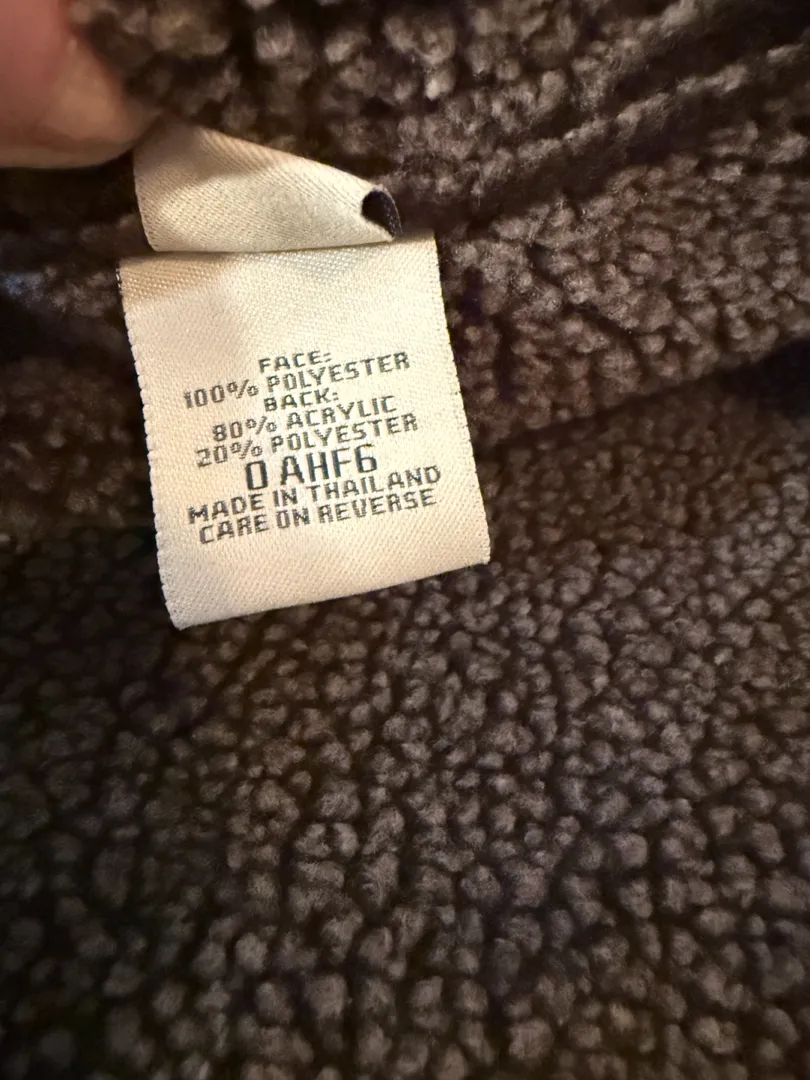 FACE:
100% POLYESTER
BACK:
80% ACRYLIC
20% POLYESTER
0 AHF6
MADE IN THAILAND
CARE ON REVERSE